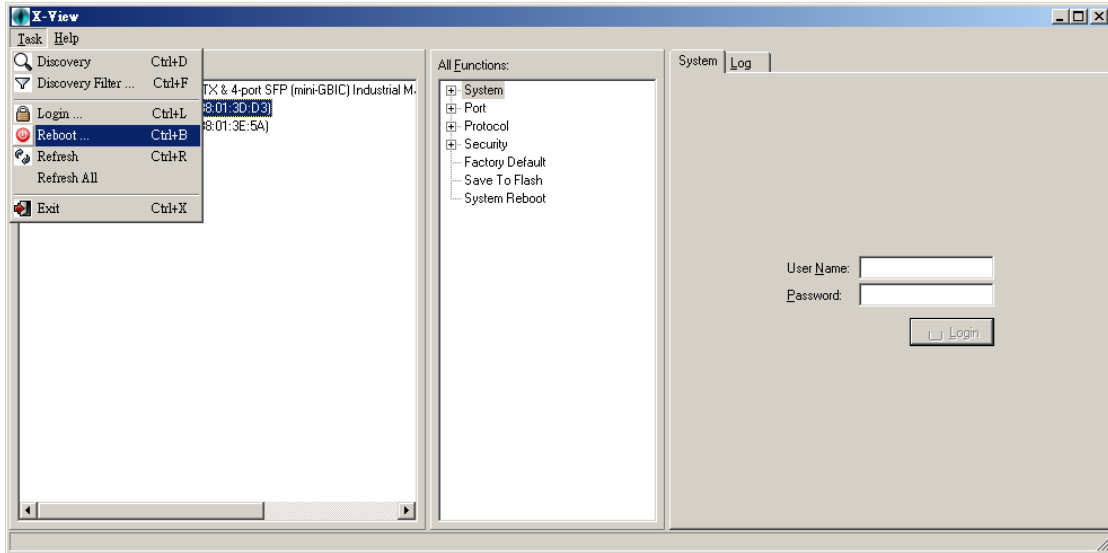 X-View
Task Help
Discovery Ctrl+D
Discovery Filter ... Ctrl+F
Login ... Ctrl+L
Reboot ... Ctrl+B
Refresh Ctrl+R
Refresh All
Exit Ctrl+X
TX & 4-port SFP (mini-GBIC) Industrial
8:01:3D:D3)
8:01:3E:5A)
All Functions:
System
Port
Protocol
Security
Factory Default
Save To Flash
System Reboot
System Log
User Name:
Password:
Login